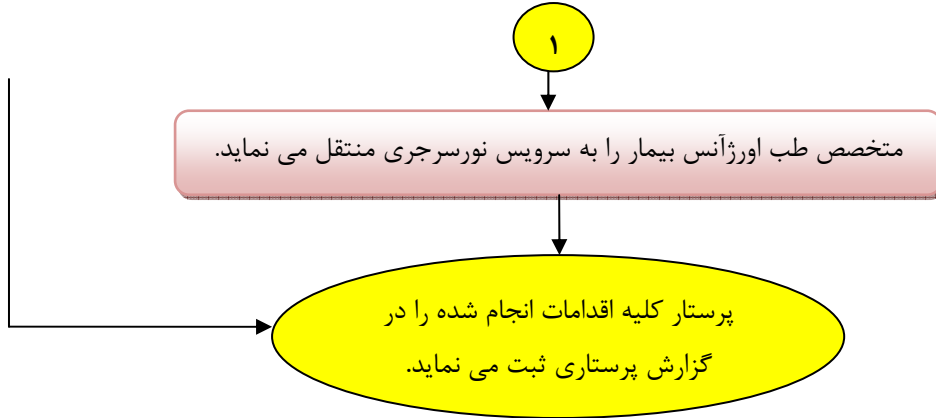 ۱
متخصص طب اورژآنس بیمار را به سرویس نورسرجری منتقل می نماید.
پرستار کلیه اقدامات انجام شده را در
گزارش پرستاری ثبت می نماید.